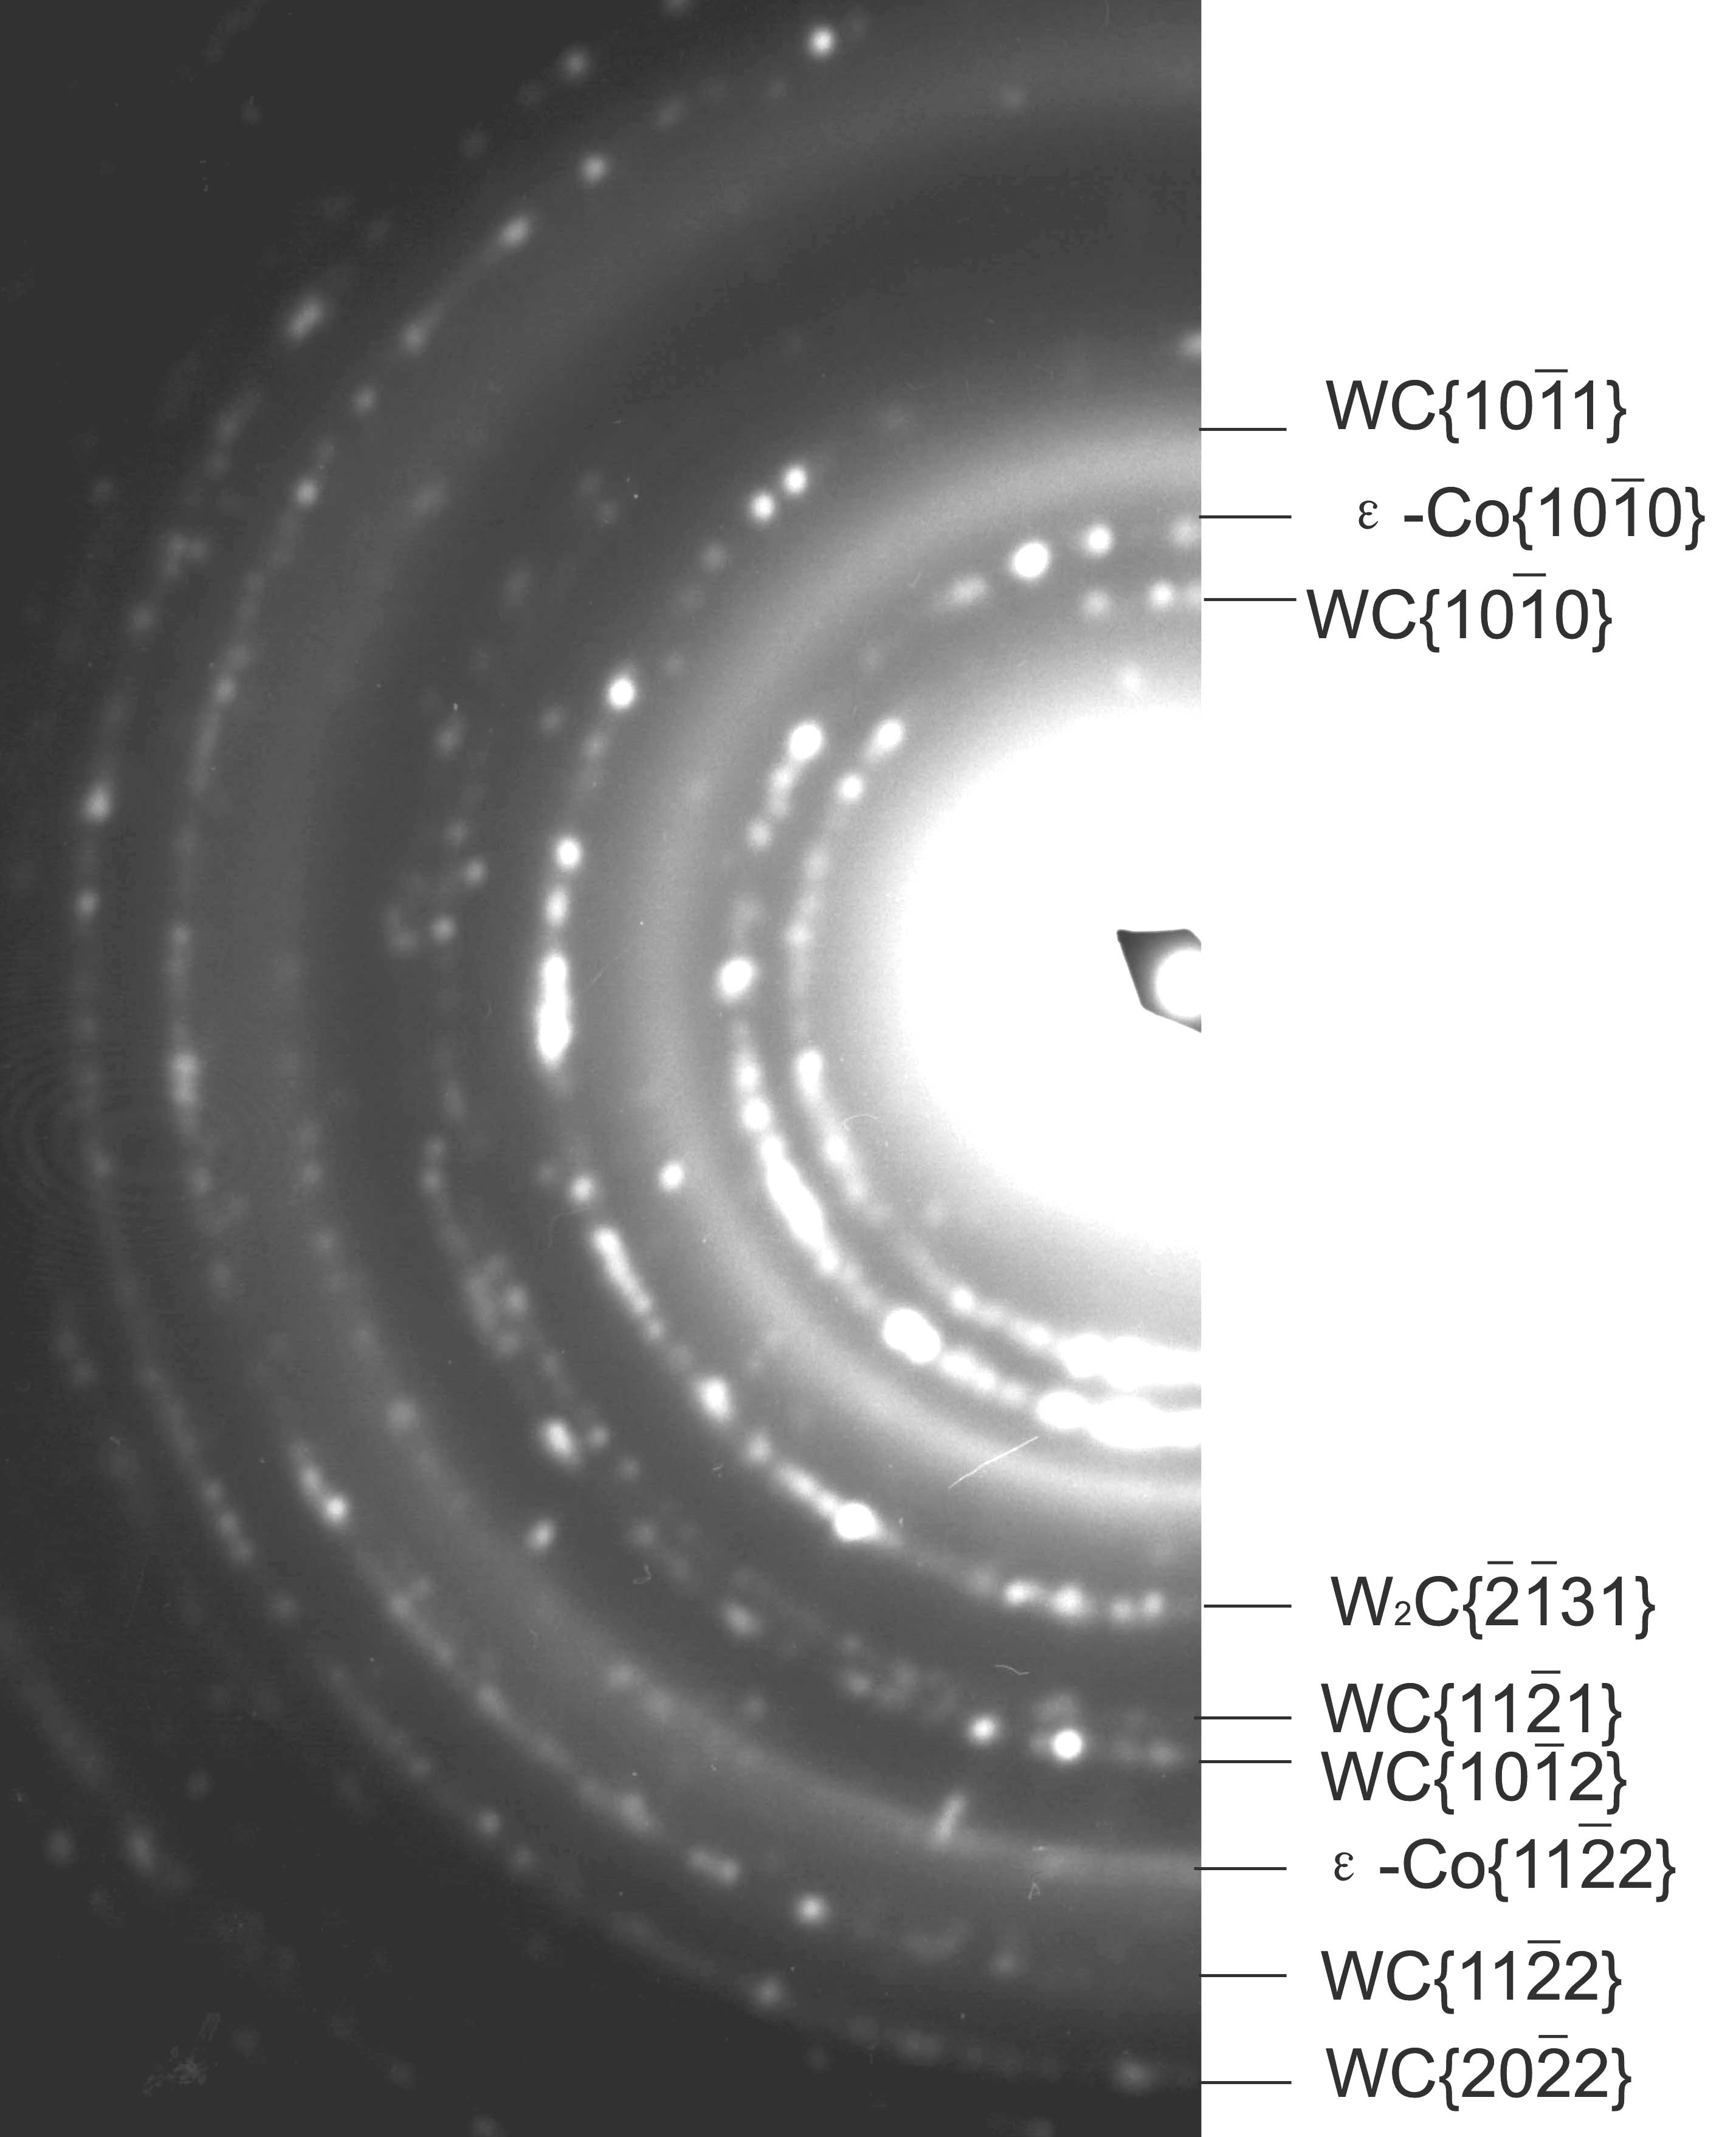 WC{101̅1}
ε -Co{101̅0}
WC{101̅0}
W₂C{2̅1̅31}
WC{112̅1}
WC{101̅2}
ε -Co{112̅2}
WC{112̅2}
WC{202̅2}